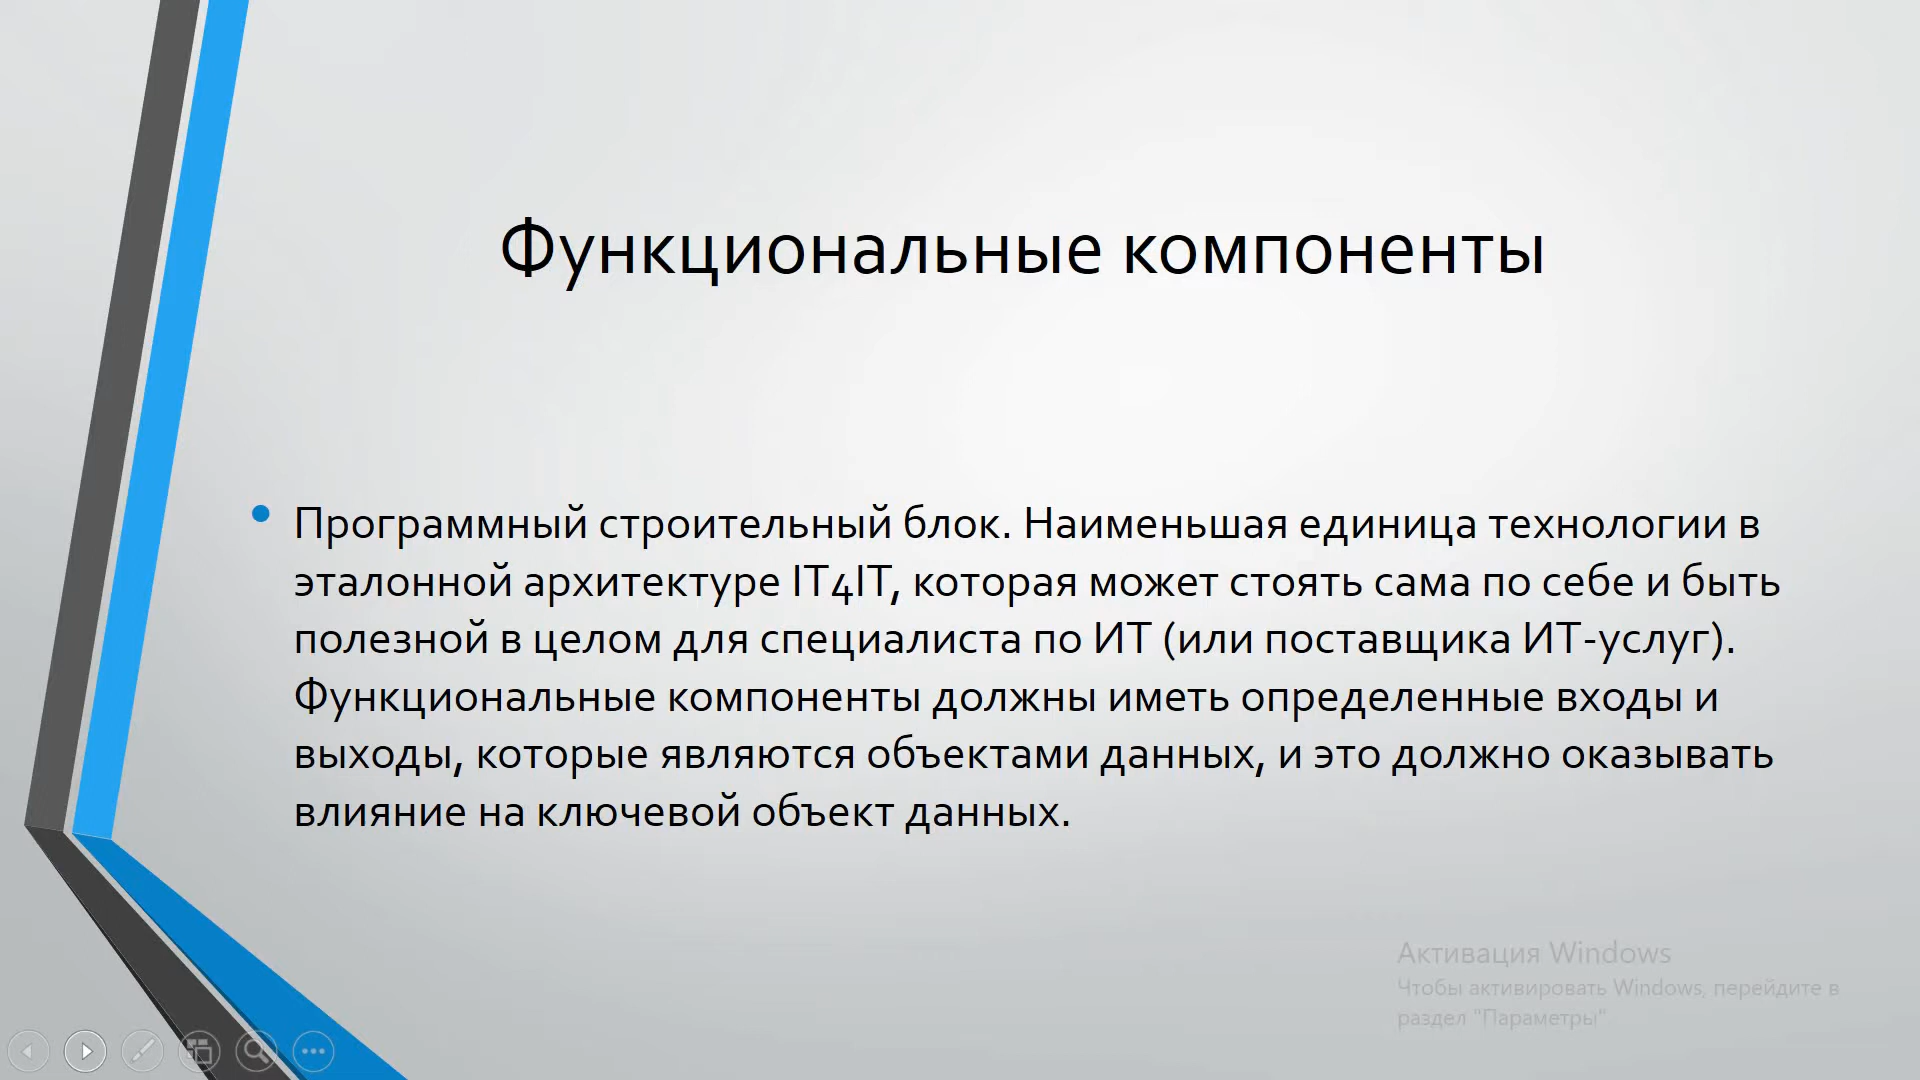 Функциональные компоненты
Программный строительный блок. Наименьшая единица технологии в
эталонной архитектуре IT4IT, которая может стоять сама по себе и быть
полезной в целом для специалиста по ИТ (или поставщика ИТ-услуг).
Функциональные компоненты должны иметь определенные входы и
выходы, которые являются объектами данных, и это должно оказывать
влияние на ключевой объект данных.
Активация Windows
Чтобы активировать Windows, перейдите в
раздел "Параметры"